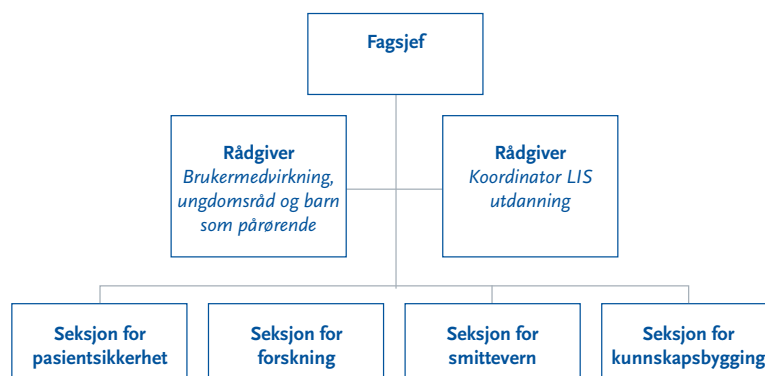 Fagsjef
Rådgiver
Brukermedvirkning,
ungdomsråd og barn
som pårørende
Rådgiver
Koordinator LIS
utdanning
Seksjon for
pasientsikkerhet
Seksjon for
forskning
Seksjon for
smittevern
Seksjon for
kunnskapsbygging